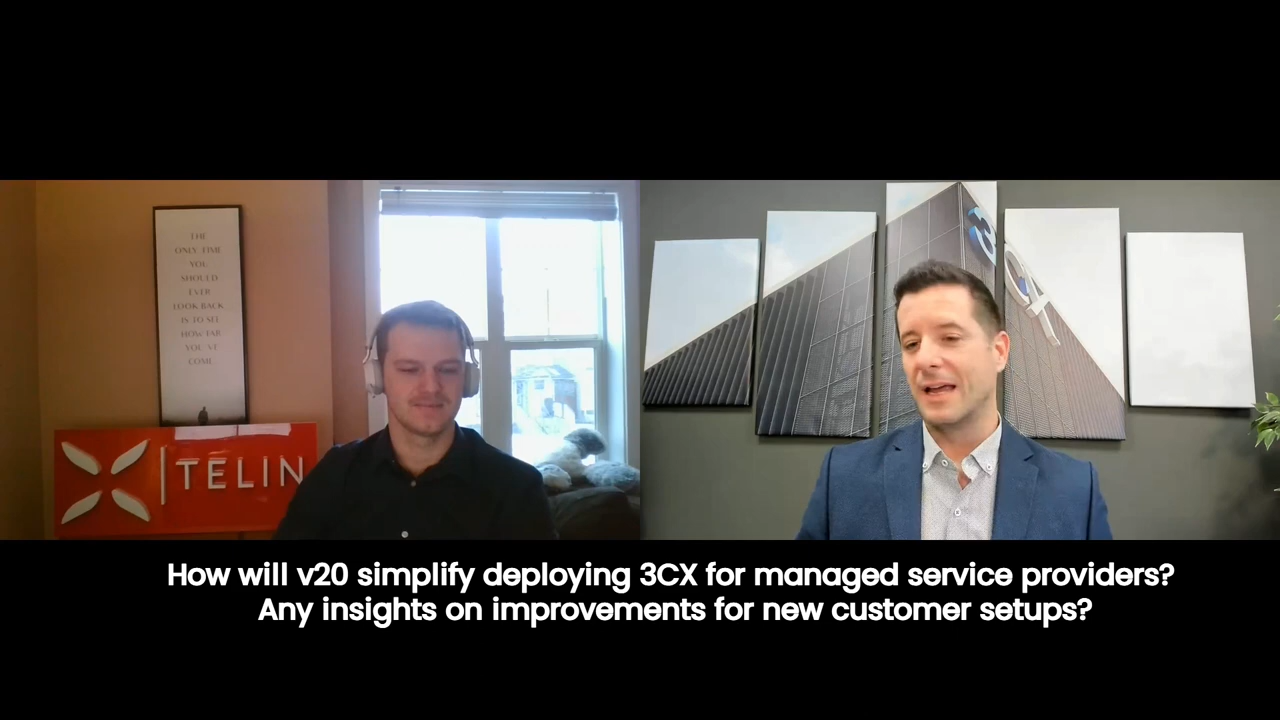 THE
ONLY TIME
YOU
SHOULD
EVER
LOOK BACK
IS TO SEE
HOW FAR
YOU'VE
COME
TELIN
3CX
How will v20 simplify deploying 3CX for managed service providers?
Any insights on improvements for new customer setups?